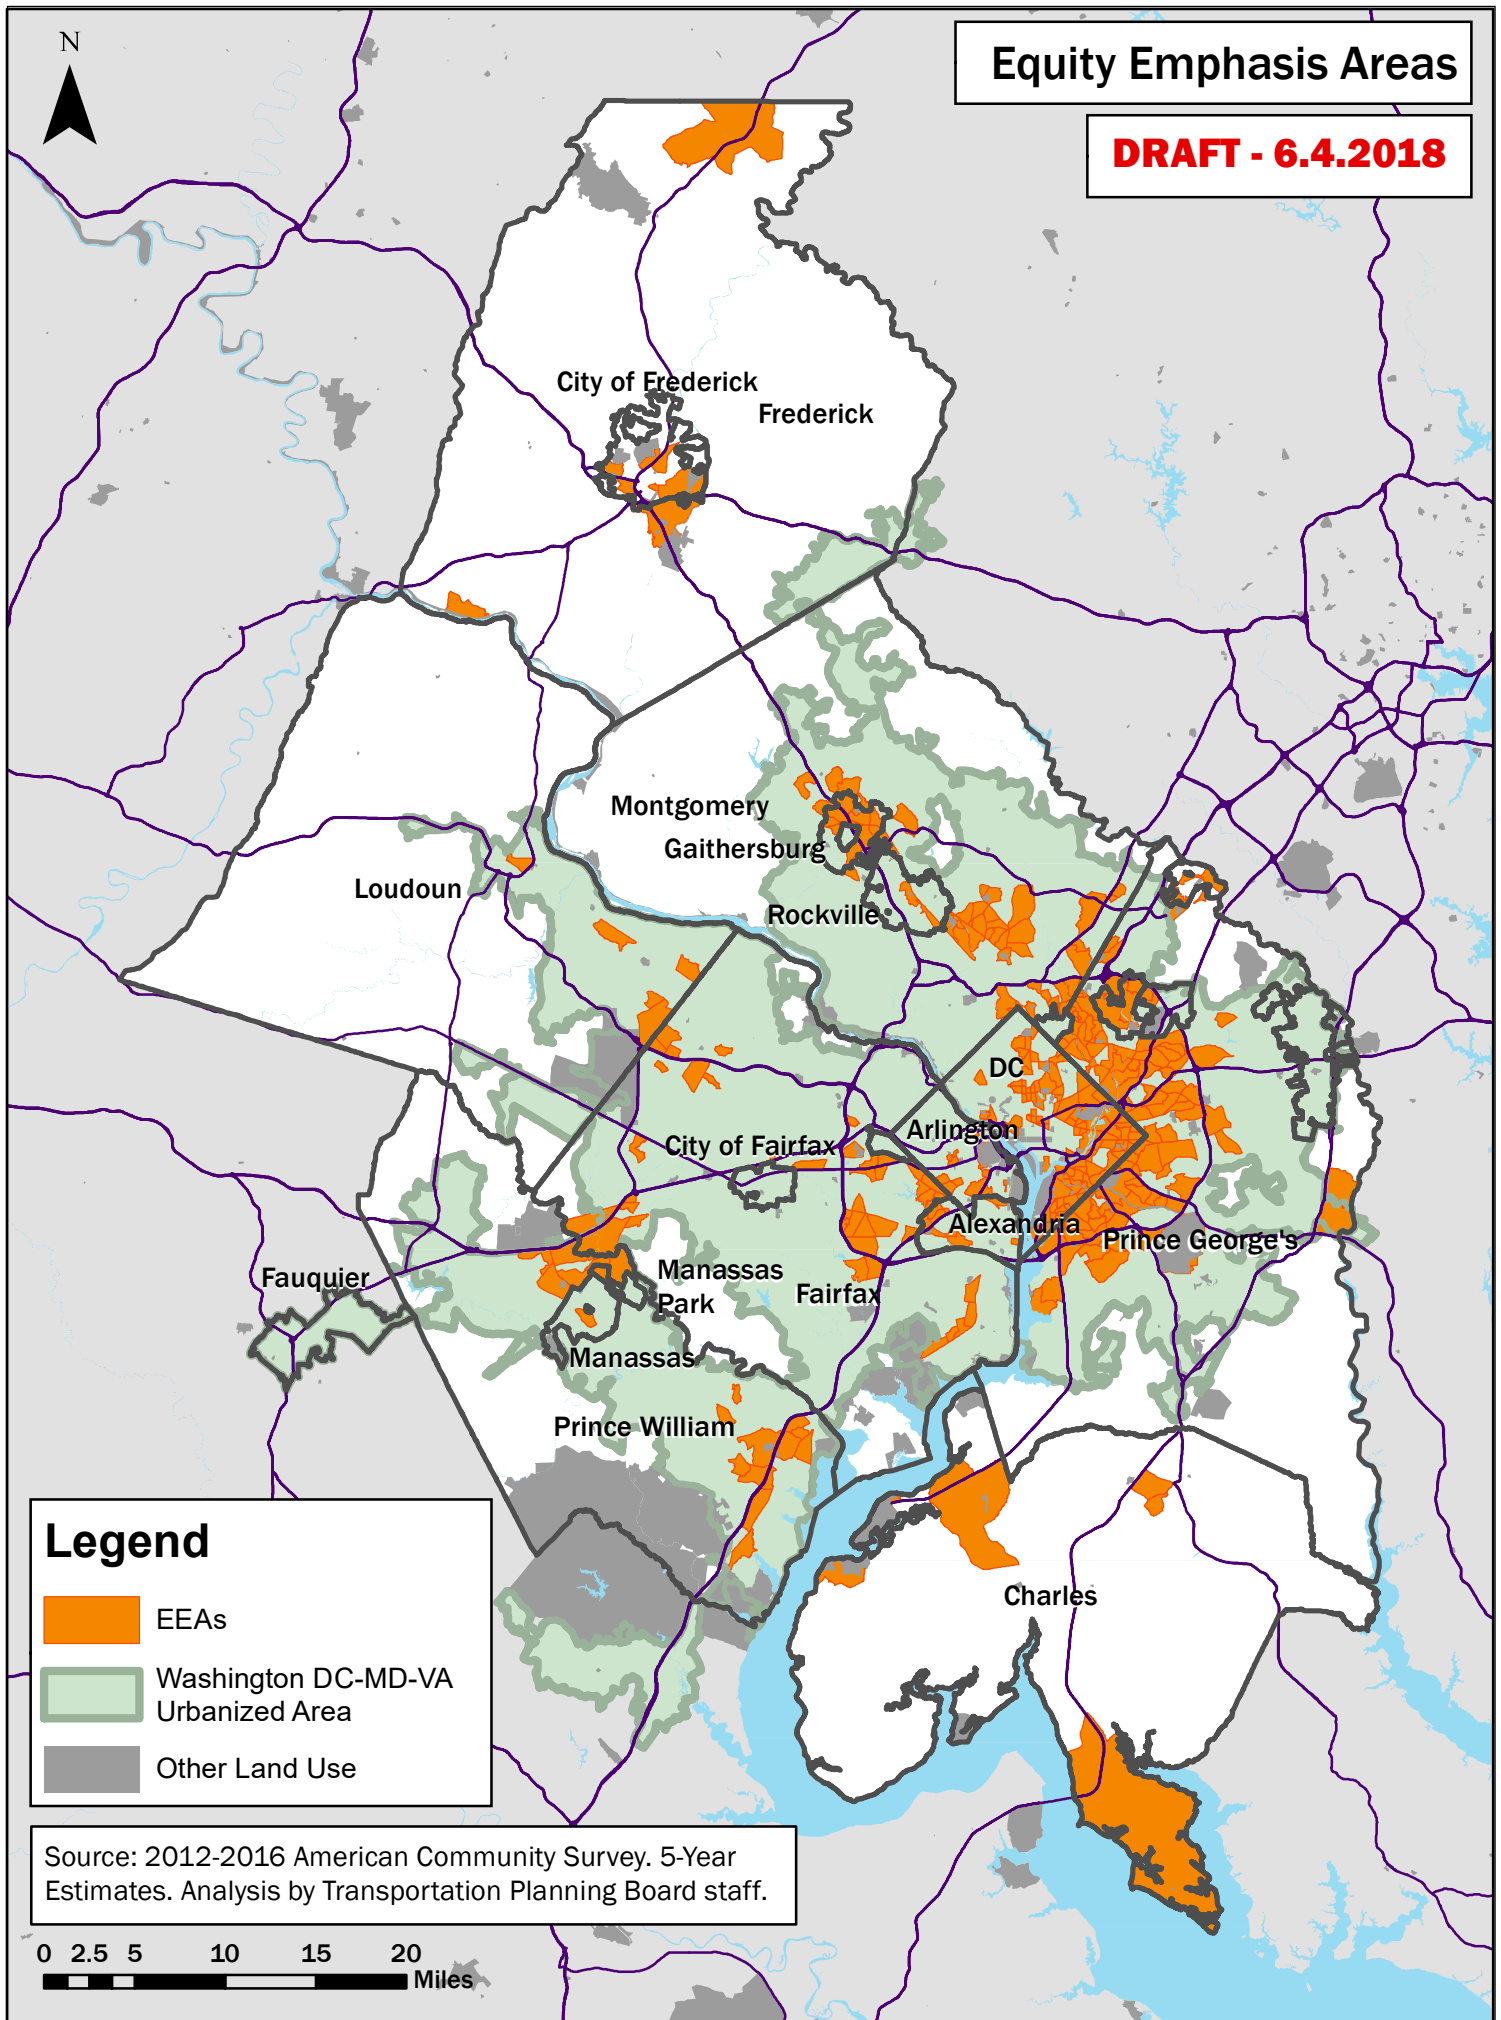 N
Equity Emphasis Areas
DRAFT - 6.4.2018
City of Frederick
Frederick
Montgomery
Gaithersburg
Loudoun
Rockville
DC
Arlington
City of Fairfax
Alexandria
Prince George's
Fauquier
Manassas
Park
Fairfax
Manassas
Prince William
Charles
Legend
EEAs
Washington DC-MD-VA
Urbanized Area
Other Land Use
Source: 2012-2016 American Community Survey. 5-Year
Estimates. Analysis by Transportation Planning Board staff.
0 2.5 5 10 15 20
Miles